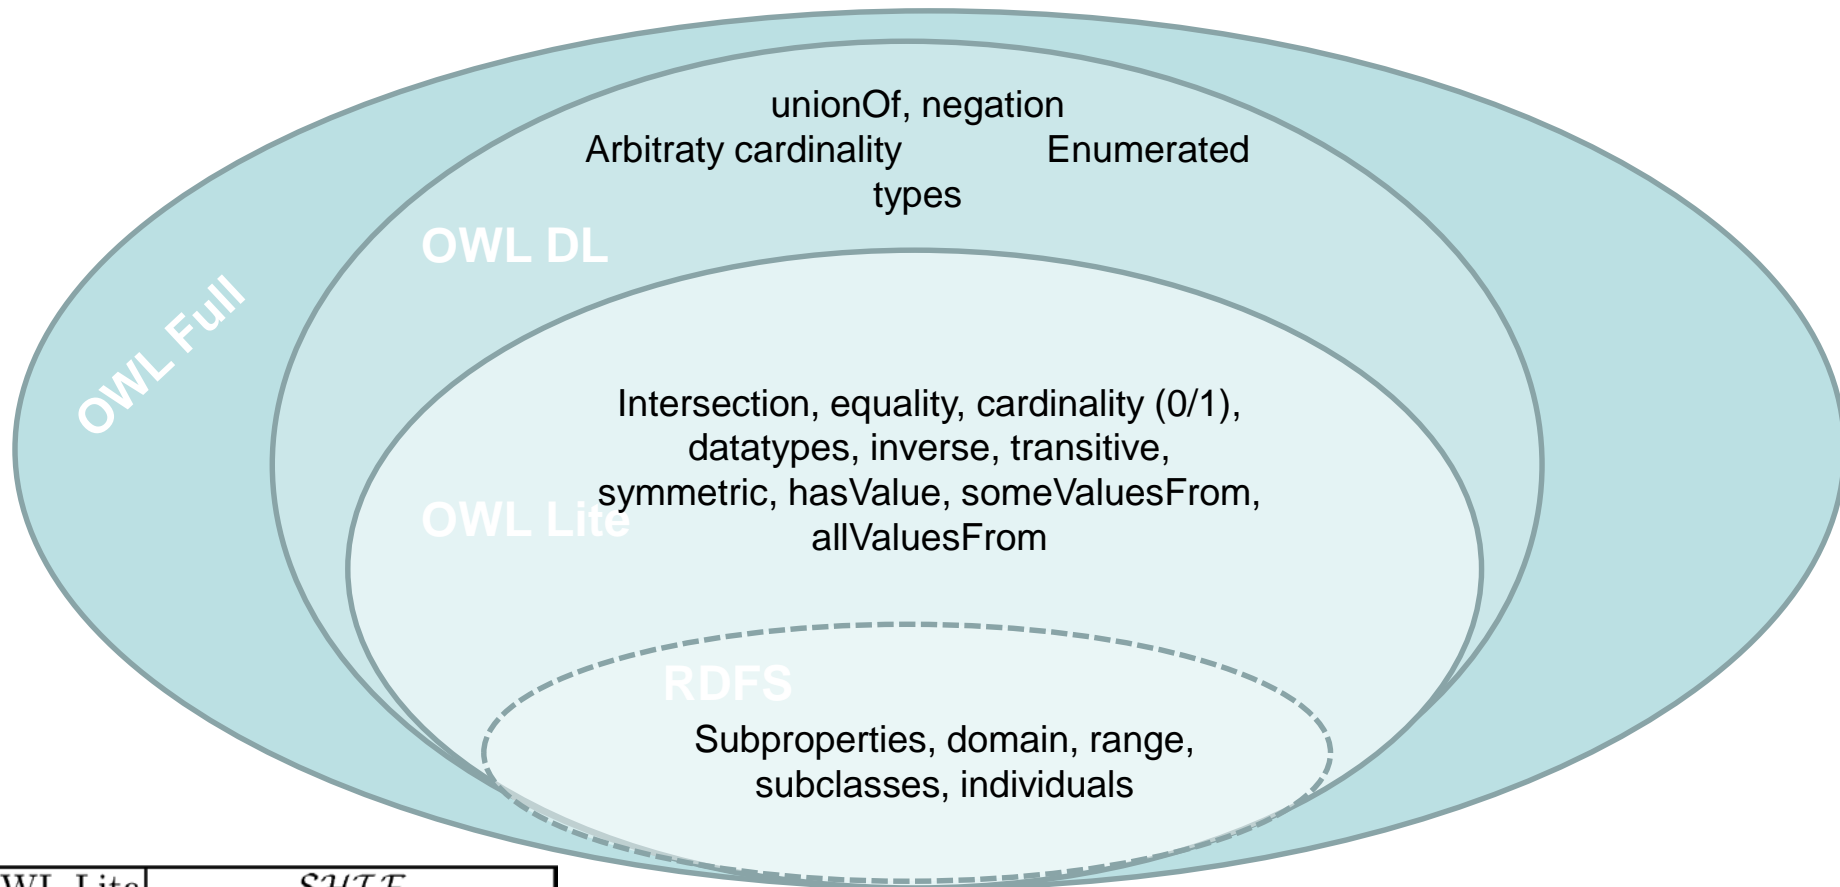 unionOf, negation
Arbitraty cardinality Enumerated
types
OWL DL
OWL Full
Intersection, equality, cardinality (0/1),
datatypes, inverse, transitive,
symmetric, hasValue, someValuesFrom,
allValuesFrom
OWL Lite
RDFS
Subproperties, domain, range,
subclasses, individuals
Lite